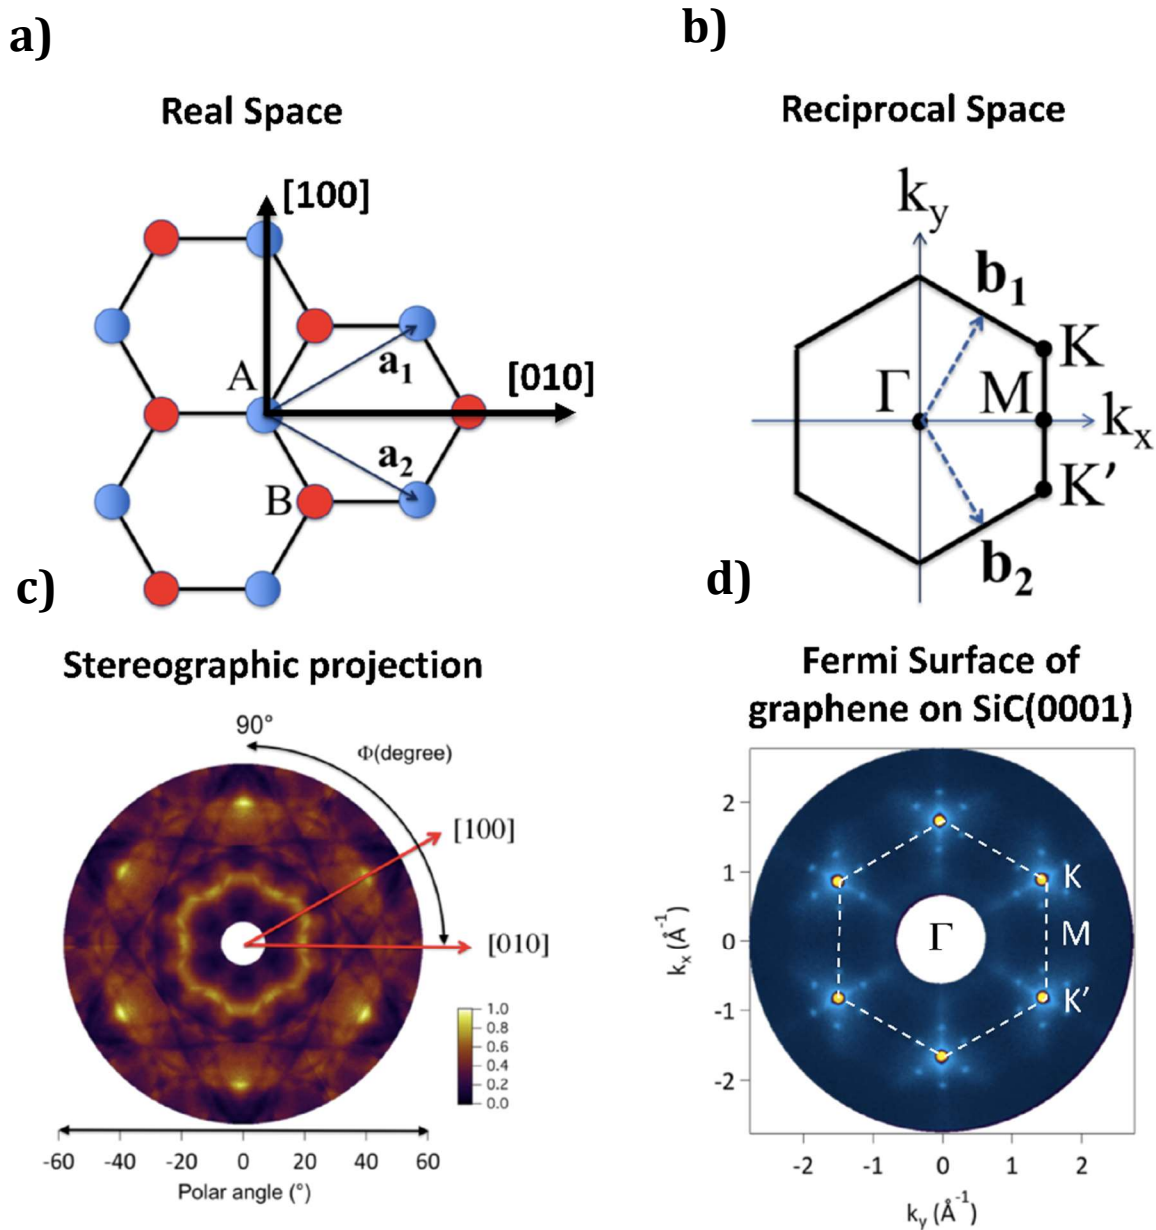 a)
Real Space
[100]
A
a1
[010]
a2
B
b)
Reciprocal Space
ky
b1
K
Γ
M
kx
K’
b2
c)
Stereographic projection
90°
Φ(degree)
[100]
[010]
1.0
0.8
0.6
0.4
0.2
0.0
-60 -40 -20 0 20 40 60
Polar angle (°)
d)
Fermi Surface of
graphene on SiC(0001)
2
1
0
-1
-2
kx (Å-1)
K
Γ
M
K’
-2 -1 0 1 2
ky (Å-1)